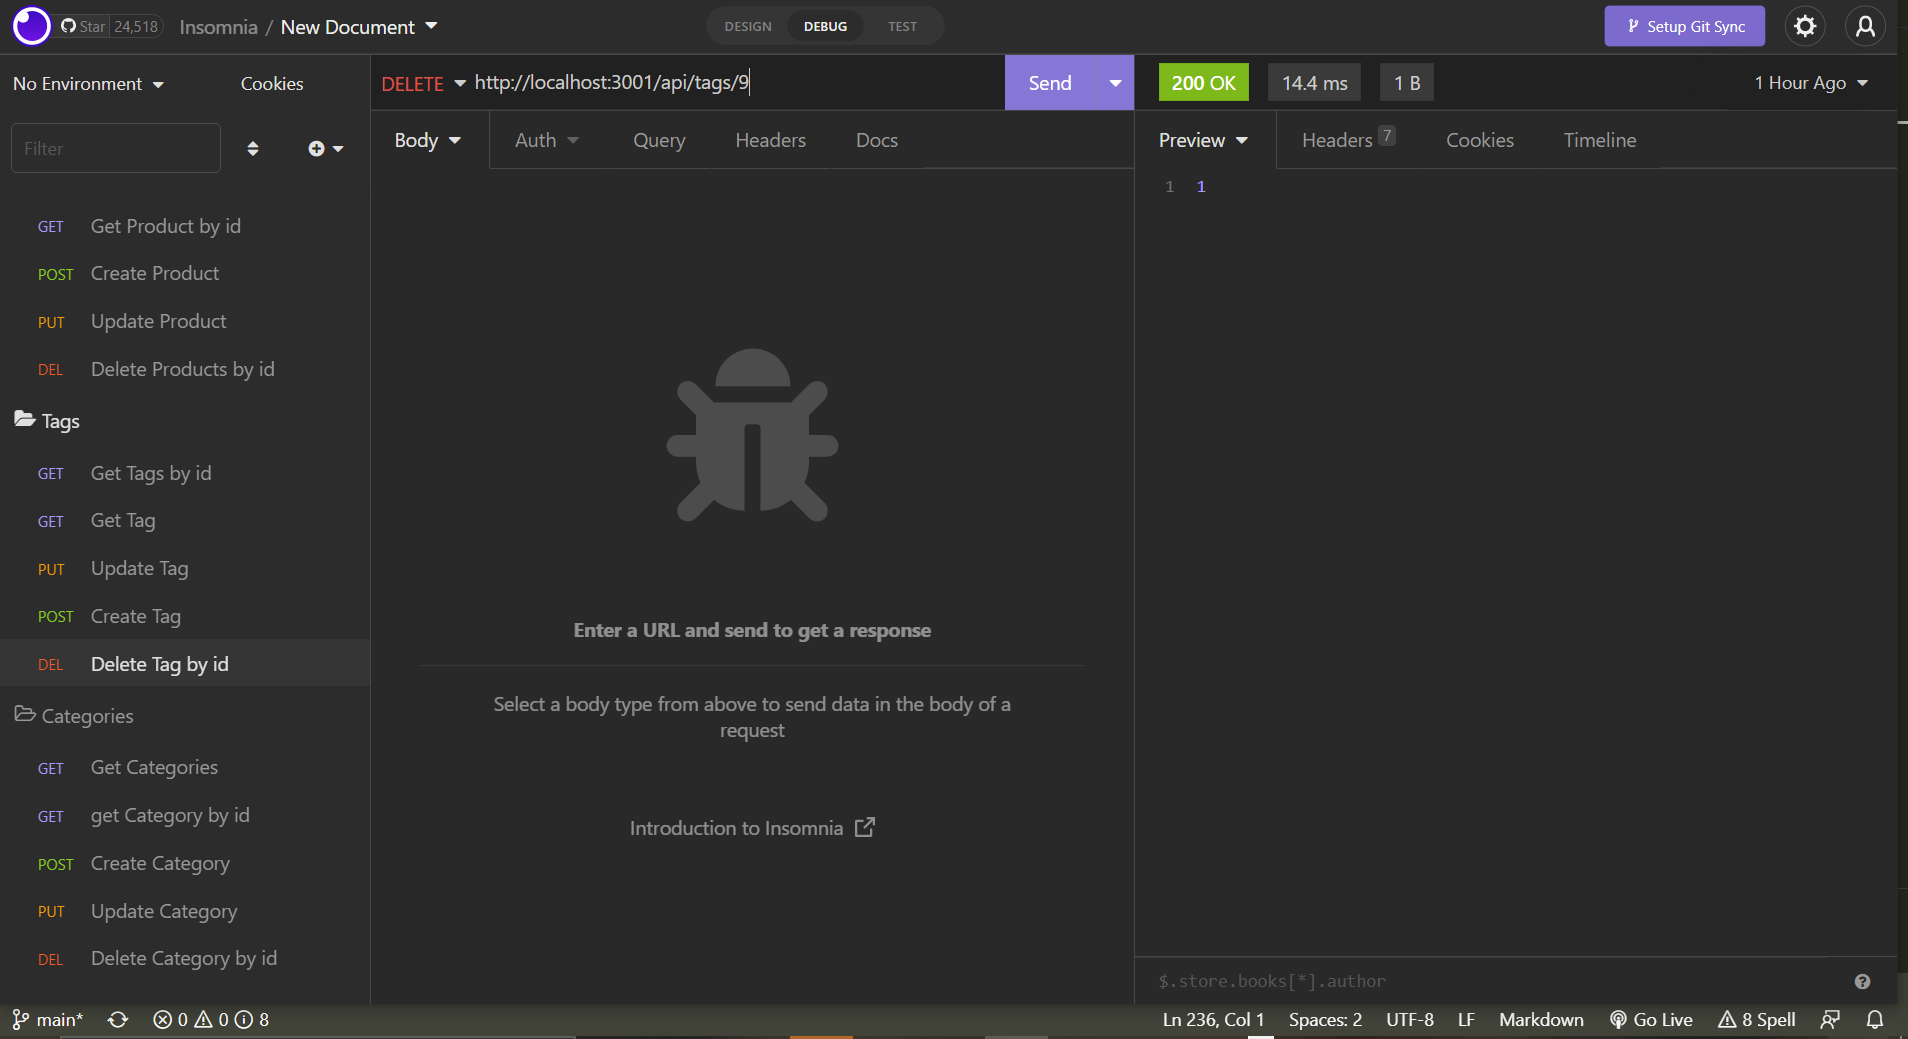 Star 24,518 Insomnia / New Document DESIGN DEBUG TEST Setup Git Sync
No Environment Cookies DELETE http://localhost:3001/api/tags/9 Send 200 OK 14.4 ms 1 B 1 Hour Ago
Filter
Body Auth Query Headers Docs Preview Headers 7 Cookies Timeline
1 1
GET Get Product by id
POST Create Product
PUT Update Product
DEL Delete Products by id
Tags
GET Get Tags by id
GET Get Tag
PUT Update Tag
POST Create Tag
DEL Delete Tag by id
Categories
GET Get Categories
GET get Category by id
POST Create Category
PUT Update Category
DEL Delete Category by id
Enter a URL and send to get a response
Select a body type from above to send data in the body of a
request
Introduction to Insomnia
$.store.books[*].author
main* 0 0 8 Ln 236, Col 1 Spaces: 2 UTF-8 LF Markdown Go Live 8 Spell